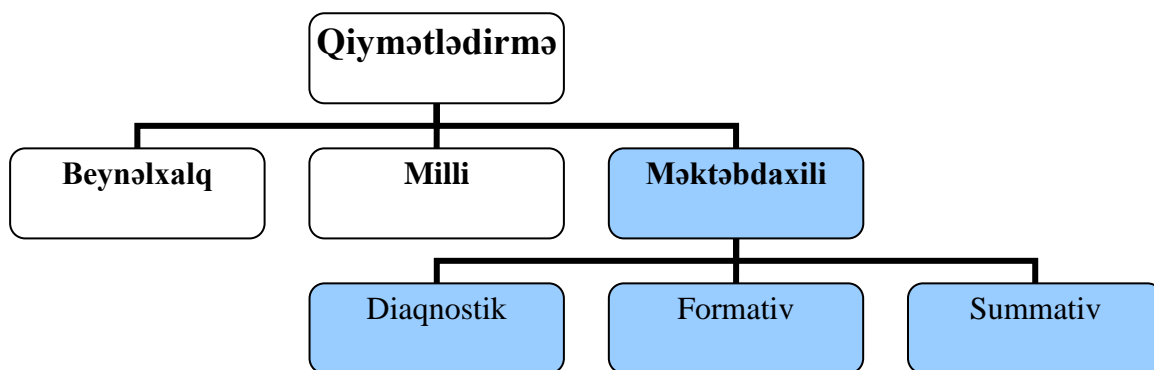 Qiymətlədirmə
Beynəlxalq
Milli
Məktəbdaxili
Diaqnostik
Formativ
Summativ